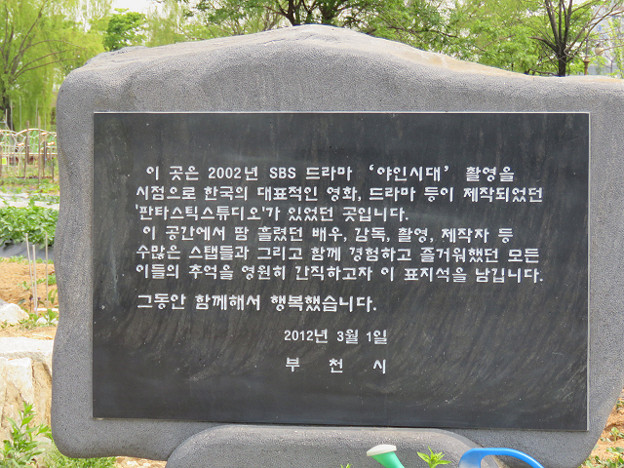 이 곳은 2002년 SBS 드라마 '야인시대' 촬영을
시점으로 한국의 대표적인 영화, 드라마 등이 제작되었던
'판타스틱스튜디오'가 있었던 곳입니다.
이 공간에서 땀 흘렸던 배우, 감독, 촬영, 제작자 등
수많은 스탭들과 그리고 함께 경험하고 즐거워했던 모든
이들의 추억을 영원히 간직하고자 이 표지석을 남깁니다.
그동안 함께해서 행복했습니다.
2012년 3월 1일
부 천 시